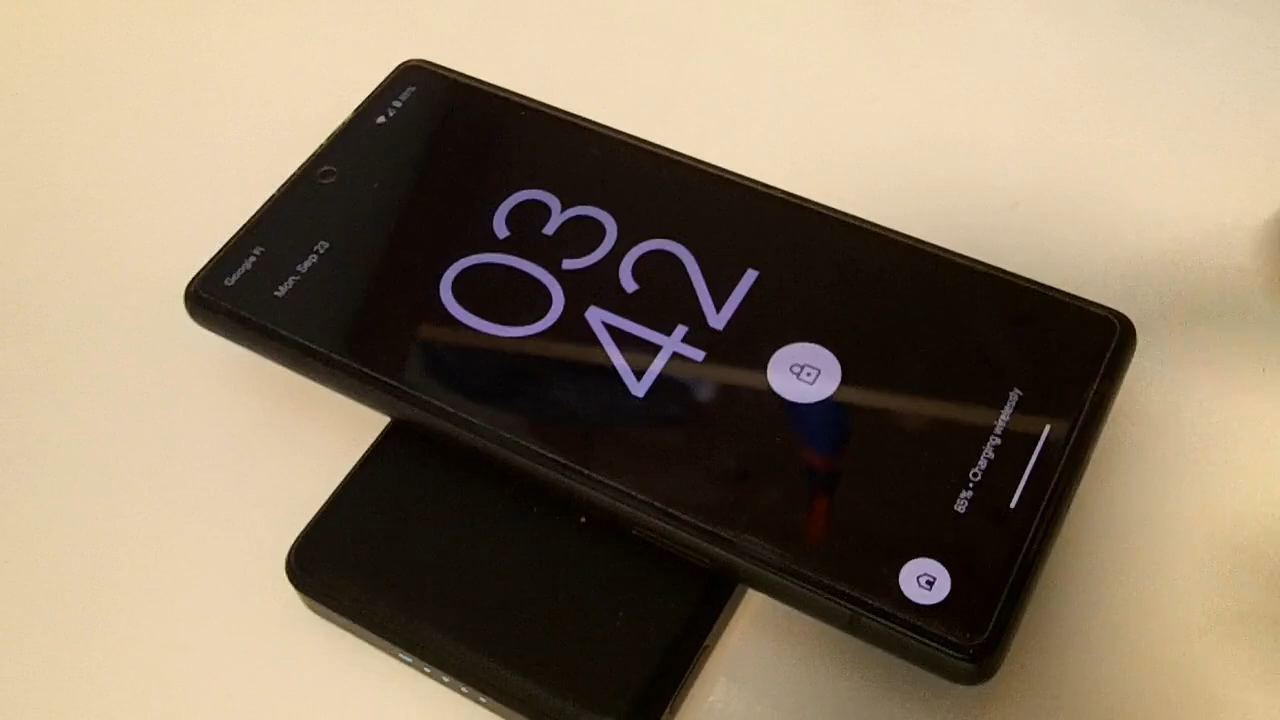 Google Fi
Mon, Sep 23
03
42
85% • Charging wirelessly